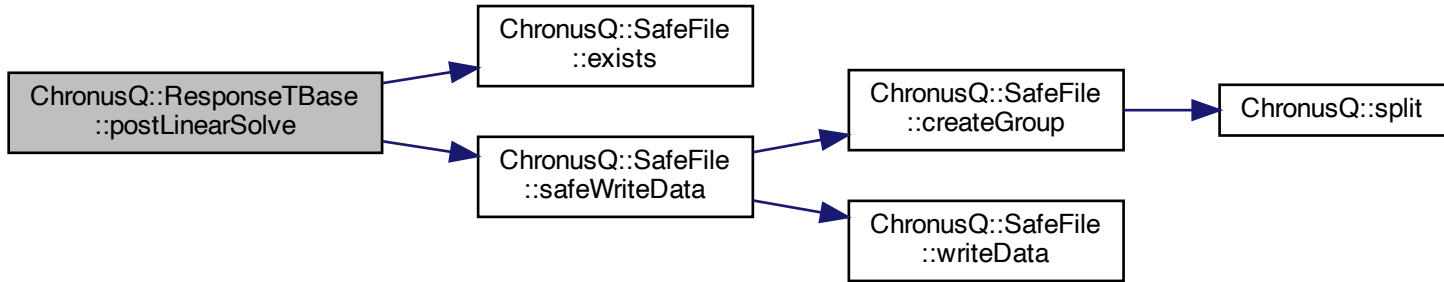 ChronusQ::ResponseTBase
::postLinearSolve
ChronusQ::SafeFile
::exists
ChronusQ::SafeFile
::safeWriteData
ChronusQ::SafeFile
::createGroup
ChronusQ::SafeFile
::writeData
ChronusQ::split